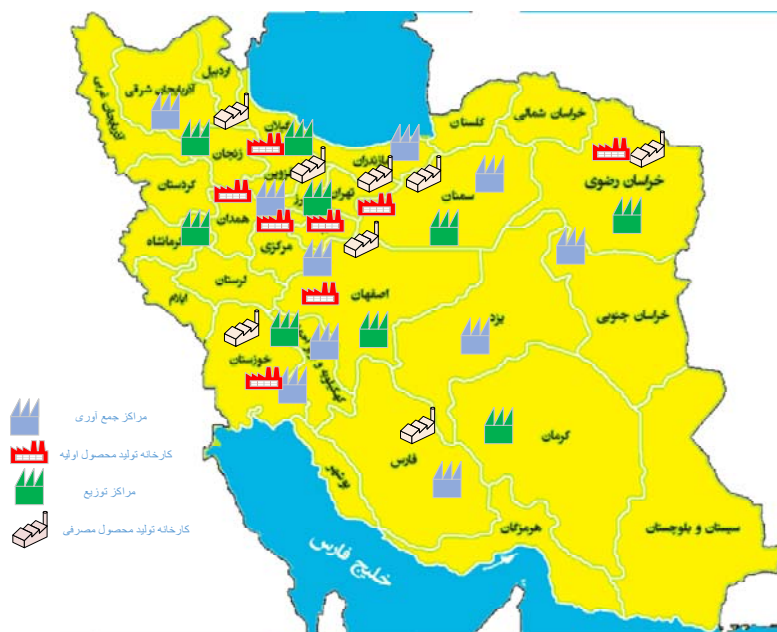 اردبیل
آذربایجان شرقی
آذربایجان غربی
گیلان
زنجان
کردستان
همدان
قزوین
مازندران
تهران
گلستان
خراسان شمالی
خراسان رضوی
سمنان
مرکزی
کرمانشاه
لرستان
ایلام
اصفهان
خوزستان
یزد
خراسان جنوبی
کرمان
فارس
بوشهر
هرمزگان
سیستان و بلوچستان
خلیج فارس
مراکز جمع آوری
کارخانه تولید محصول اولیه
مراکز توزیع
کارخانه تولید محصول مصرفی